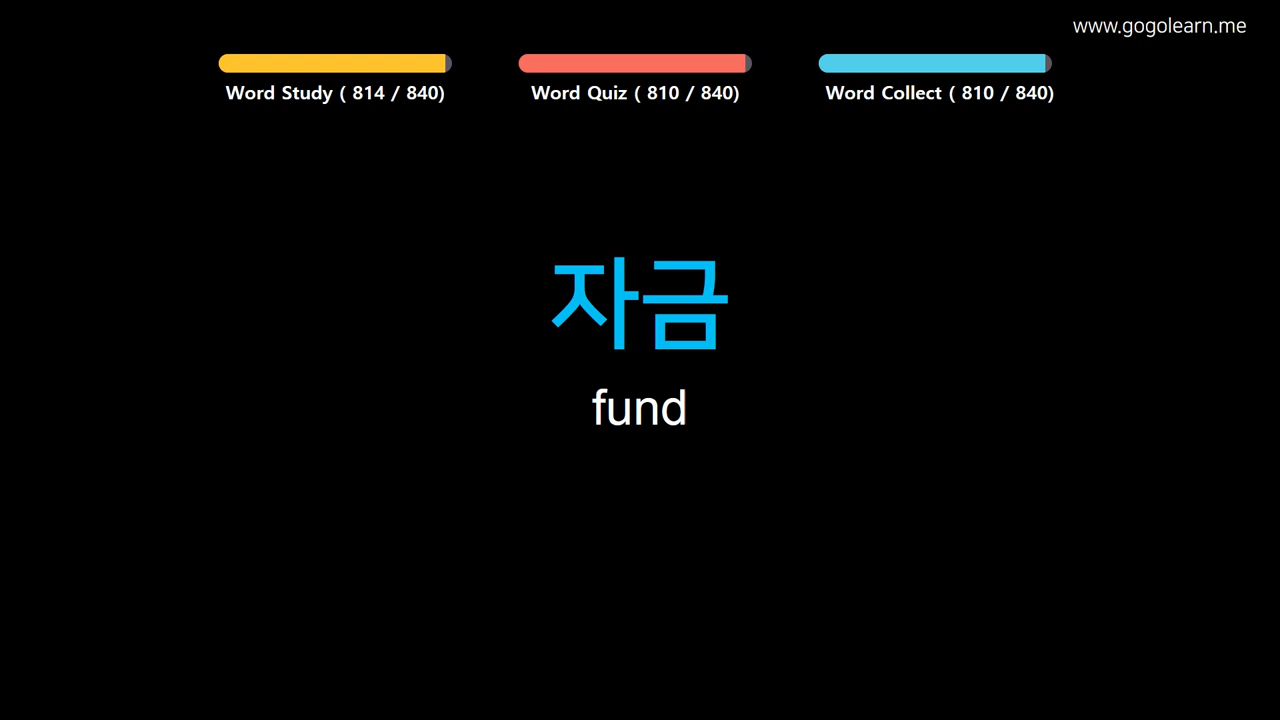 www.gogolearn.me
Word Study ( 814 / 840)
Word Quiz ( 810 / 840)
Word Collect ( 810 / 840)
자금
fund